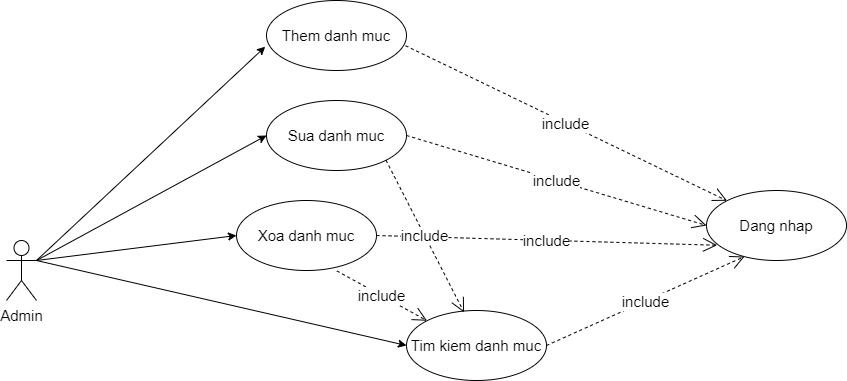 Them danh muc
include
Sua danh muc
include
Dang nhap
Xoa danh muc
include
include
include
include
Admin
Tim kiem danh muc